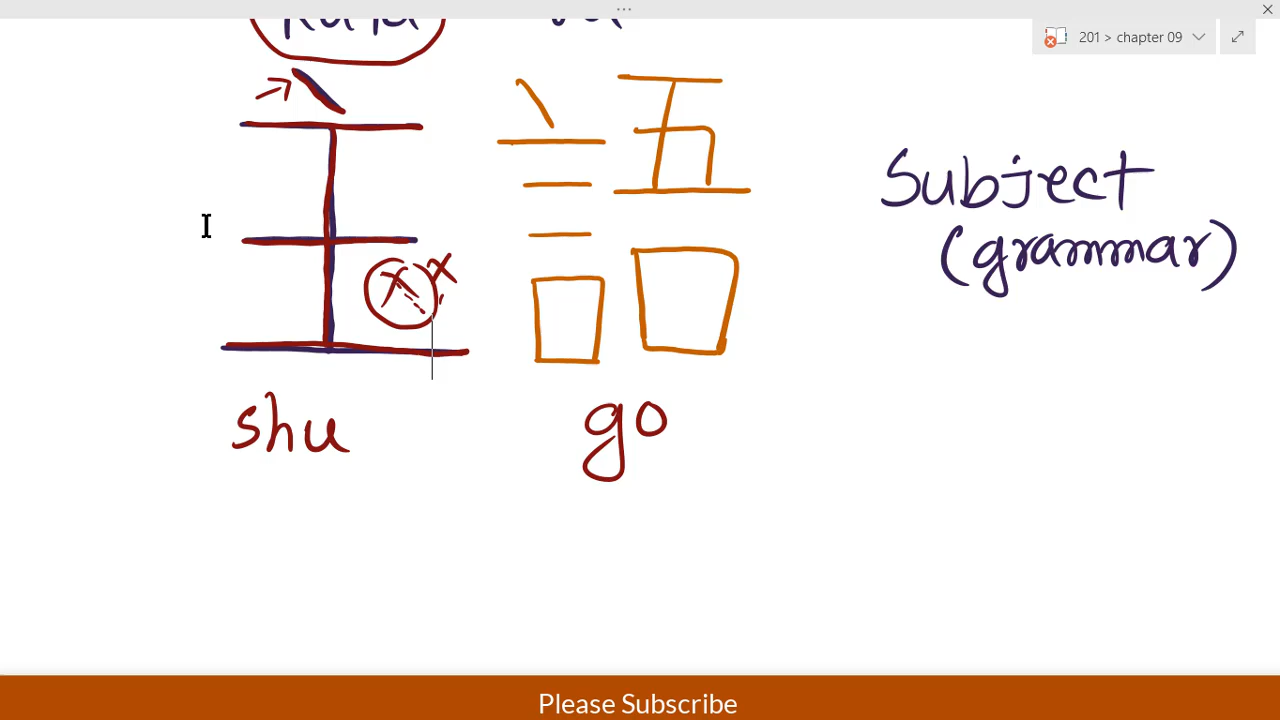 201 > chapter 09
主語
Subject
(grammar)
shu go
Please Subscribe